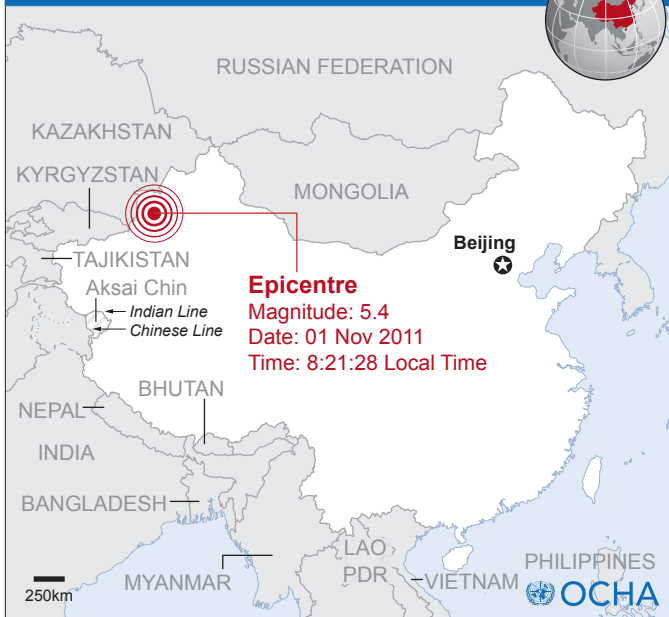 RUSSIAN FEDERATION
KAZAKHSTAN
KYRGYZSTAN
MONGOLIA
Beijing
TAJIKISTAN
Aksai Chin
Indian Line
Chinese Line
Epicentre
Magnitude: 5.4
Date: 01 Nov 2011
Time: 8:21:28 Local Time
BHUTAN
NEPAL
INDIA
BANGLADESH
LAO
PDR
PHILIPPINES
MYANMAR
VIETNAM
250km
OCHA